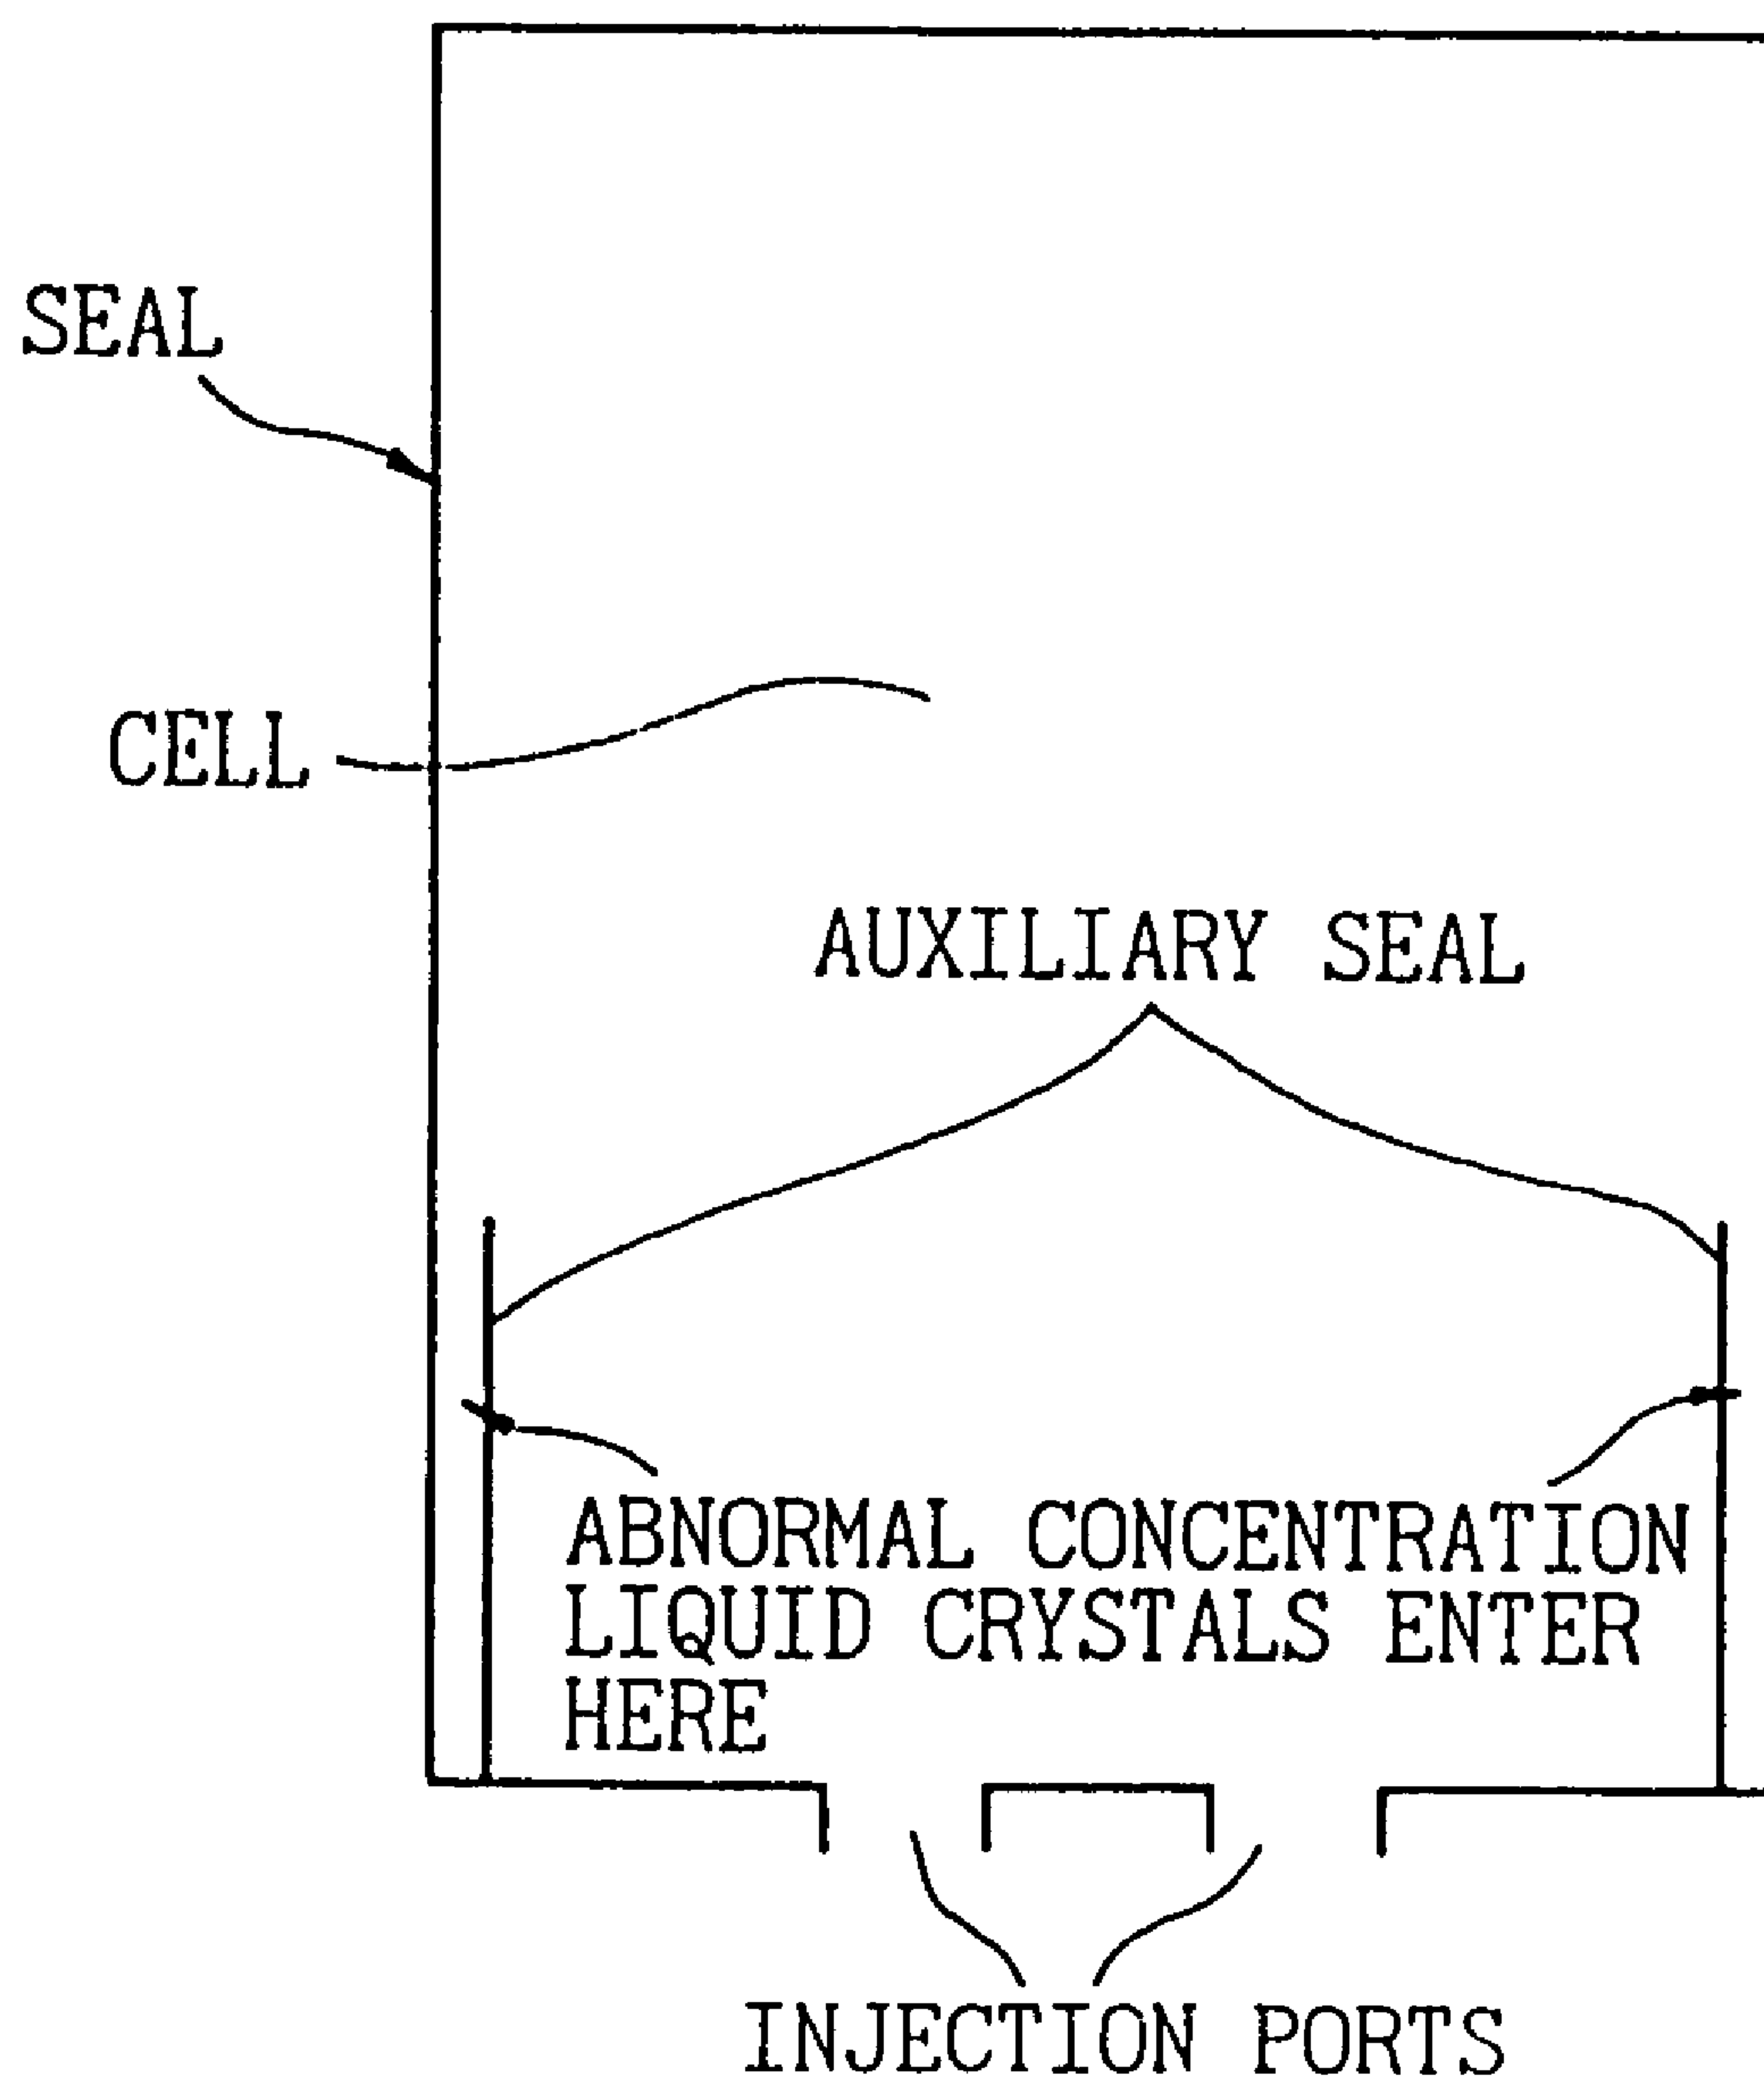 SEAL
CELL
AUXILIARY SEAL
ABNORMAL CONCENTRATION
LIQUID CRYSTALS ENTER
HERE
INJECTION PORTS